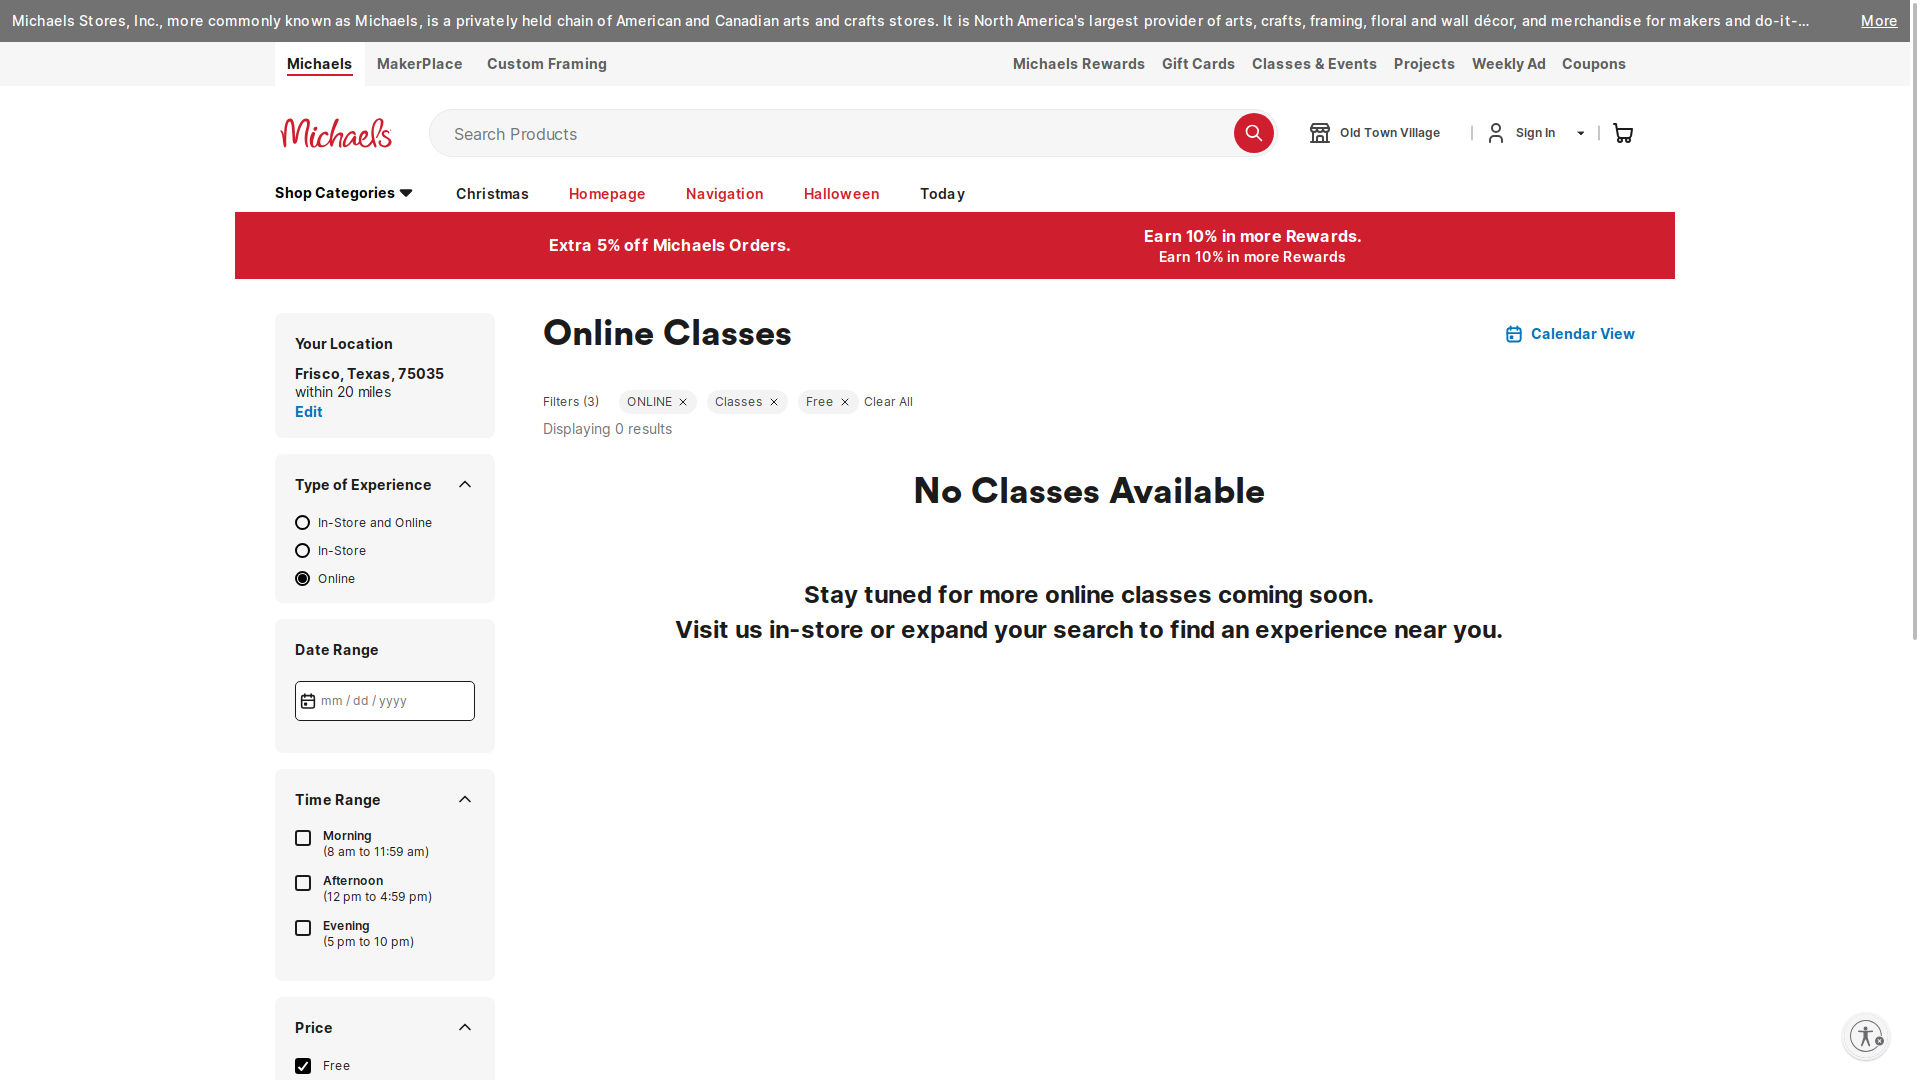 Michaels Stores, Inc., more commonly known as Michaels, is a privately held chain of American and Canadian arts and crafts stores. It is North America's largest provider of arts, crafts, framing, floral and wall décor, and merchandise for makers and do-it-... More
Michaels MakerPlace Custom Framing Michaels Rewards Gift Cards Classes & Events Projects Weekly Ad Coupons
Michaels Search Products Old Town Village Sign In
Shop Categories Christmas Homepage Navigation Halloween Today
Extra 5% off Michaels Orders.
Earn 10% in more Rewards.
Earn 10% in more Rewards
Your Location
Frisco, Texas, 75035
within 20 miles
Edit
Type of Experience
In-Store and Online
In-Store
Online
Date Range
mm / dd / yyyy
Time Range
Morning
(8 am to 11:59 am)
Afternoon
(12 pm to 4:59 pm)
Evening
(5 pm to 10 pm)
Price
Free
Online Classes
Calendar View
Filters (3) ONLINE Classes Free Clear All
Displaying 0 results
No Classes Available
Stay tuned for more online classes coming soon.
Visit us in-store or expand your search to find an experience near you.